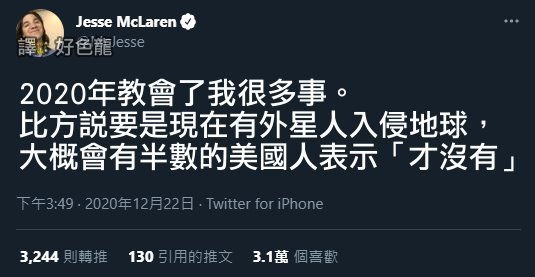 Jesse McLaren
譯 好色龍
2020年教會了我很多事。
比方說要是現在有外星人入侵地球，
大概會有半數的美國人表示「才沒有」
下午3:49 · 2020年12月22日 · Twitter for iPhone
3,244 則轉推 130 引用的推文 3.1萬 個喜歡